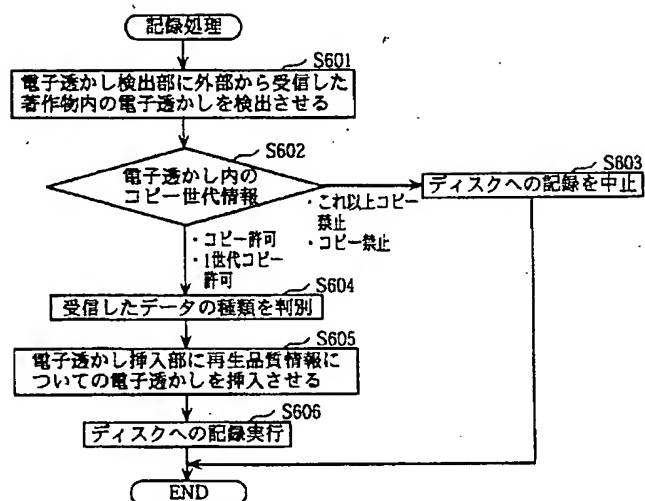 記録処理
S601
電子透かし検出部に外部から受信した
著作物内の電子透かしを検出させる
S602
電子透かし内の
コピー世代情報
S603
ディスクへの記録を中止
・これ以上コピー
禁止
・コピー禁止
・コピー許可
・1世代コピー
許可
S604
受信したデータの種類を判別
S605
電子透かし挿入部に再生品質情報に
ついての電子透かしを挿入させる
S606
ディスクへの記録実行
END